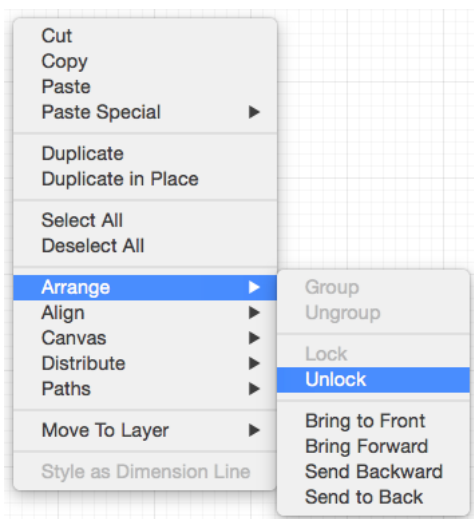 Cut
Copy
Paste
Paste Special
Duplicate
Duplicate in Place
Select All
Deselect All
Arrange
Align
Canvas
Distribute
Paths
Move To Layer
Style as Dimension Line
Group
Ungroup
Lock
Unlock
Bring to Front
Bring Forward
Send Backward
Send to Back